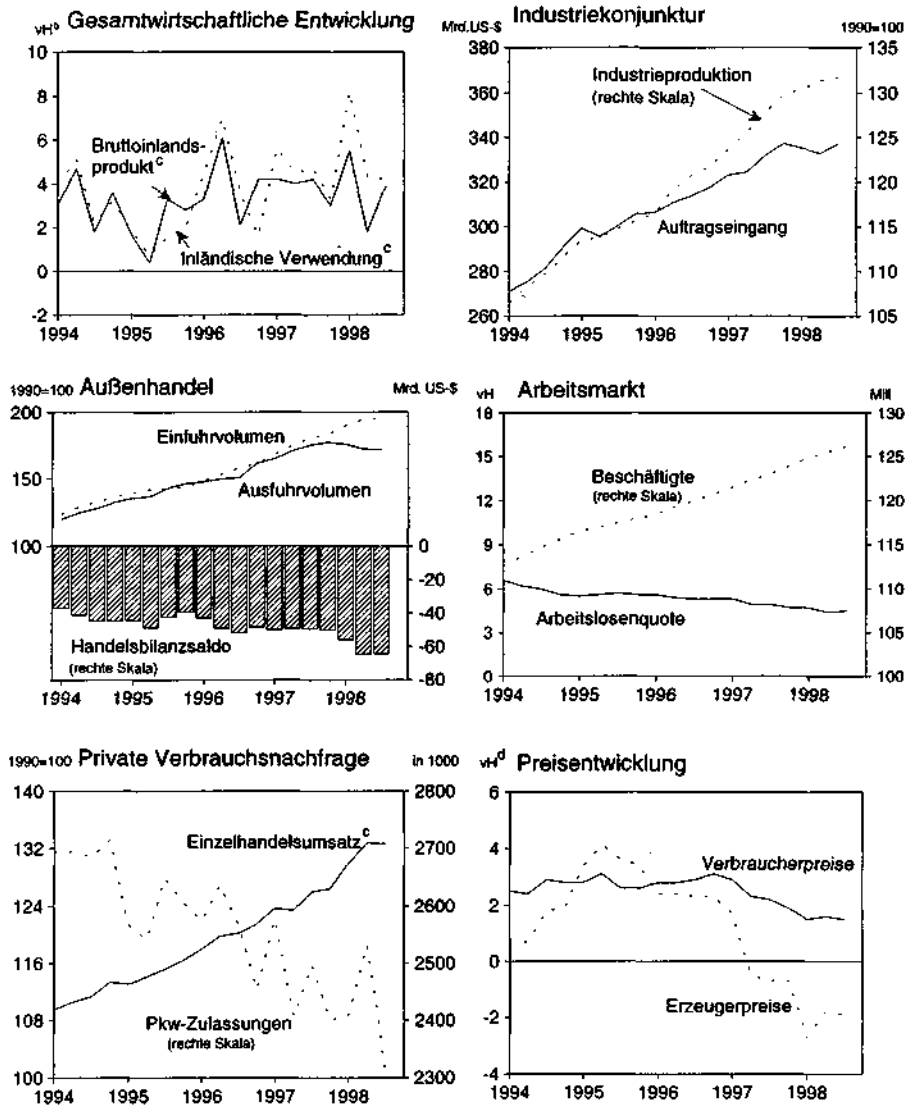 Gesamtwirtschaftliche Entwicklung
vH b
10
8
6
4
2
0
-2
Bruttoinlands-
produkt c
Inländische Verwendung c
1994 1995 1996 1997 1998
Industriekonjunktur
Mrd.US-$ 1990=100
380
360
340
320
300
280
260
135
130
125
120
115
110
105
Industrieproduktion
(rechte Skala)
Auftragseingang
1994 1995 1996 1997 1998
1990=100 Außenhandel Mrd. US-$
200
150
100
0
-20
-40
-60
-80
Einfuhrvolumen
Ausfuhrvolumen
Handelsbilanzsaldo
(rechte Skala)
1994 1995 1996 1997 1998
vH Arbeitsmarkt Mill
18
15
12
9
6
3
0
130
125
120
115
110
105
100
Beschäftigte
(rechte Skala)
Arbeitslosenquote
1994 1995 1996 1997 1998
1990=100 Private Verbrauchsnachfrage in 1000
140
132
124
116
108
100
2800
2700
2600
2500
2400
2300
Einzelhandelsumsatz c
Pkw-Zulassungen
(rechte Skala)
1994 1995 1996 1997 1998
vH d Preisentwicklung
6
4
2
0
-2
-4
Verbraucherpreise
Erzeugerpreise
1994 1995 1996 1997 1998